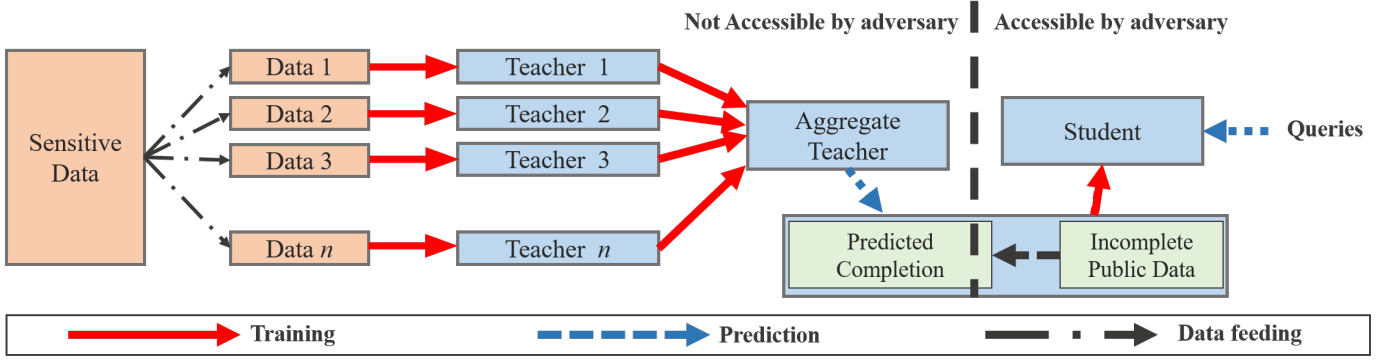 Not Accessible by adversary
Accessible by adversary
Sensitive
Data
Data 1
Teacher 1
Data 2
Teacher 2
Data 3
Teacher 3
Data n
Teacher n
Aggregate
Teacher
Student
Queries
Predicted
Completion
Incomplete
Public Data
Training
Prediction
Data feeding